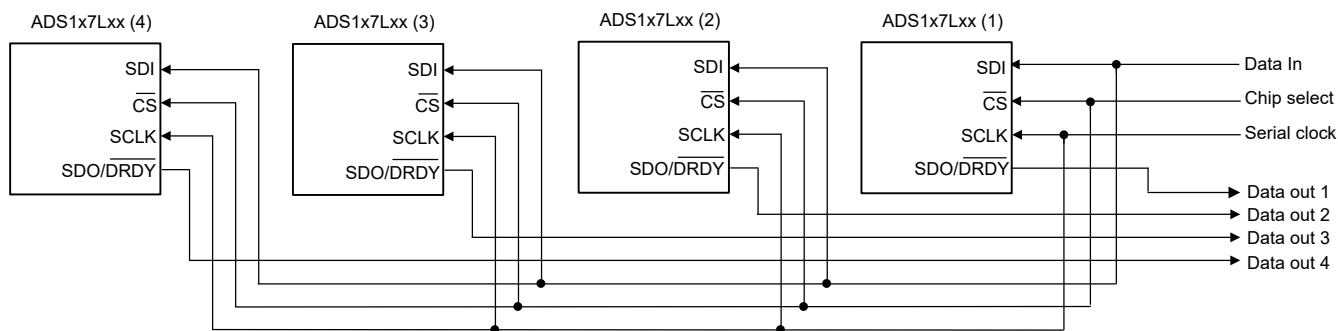 ADS1x7Lxx (4) ADS1x7Lxx (3) ADS1x7Lxx (2) ADS1x7Lxx (1)
SDI SDI SDI SDI Data In
CS CS CS CS Chip select
SCLK SCLK SCLK SCLK Serial clock
SDO/DRDY SDO/DRDY SDO/DRDY SDO/DRDY
Data out 1
Data out 2
Data out 3
Data out 4